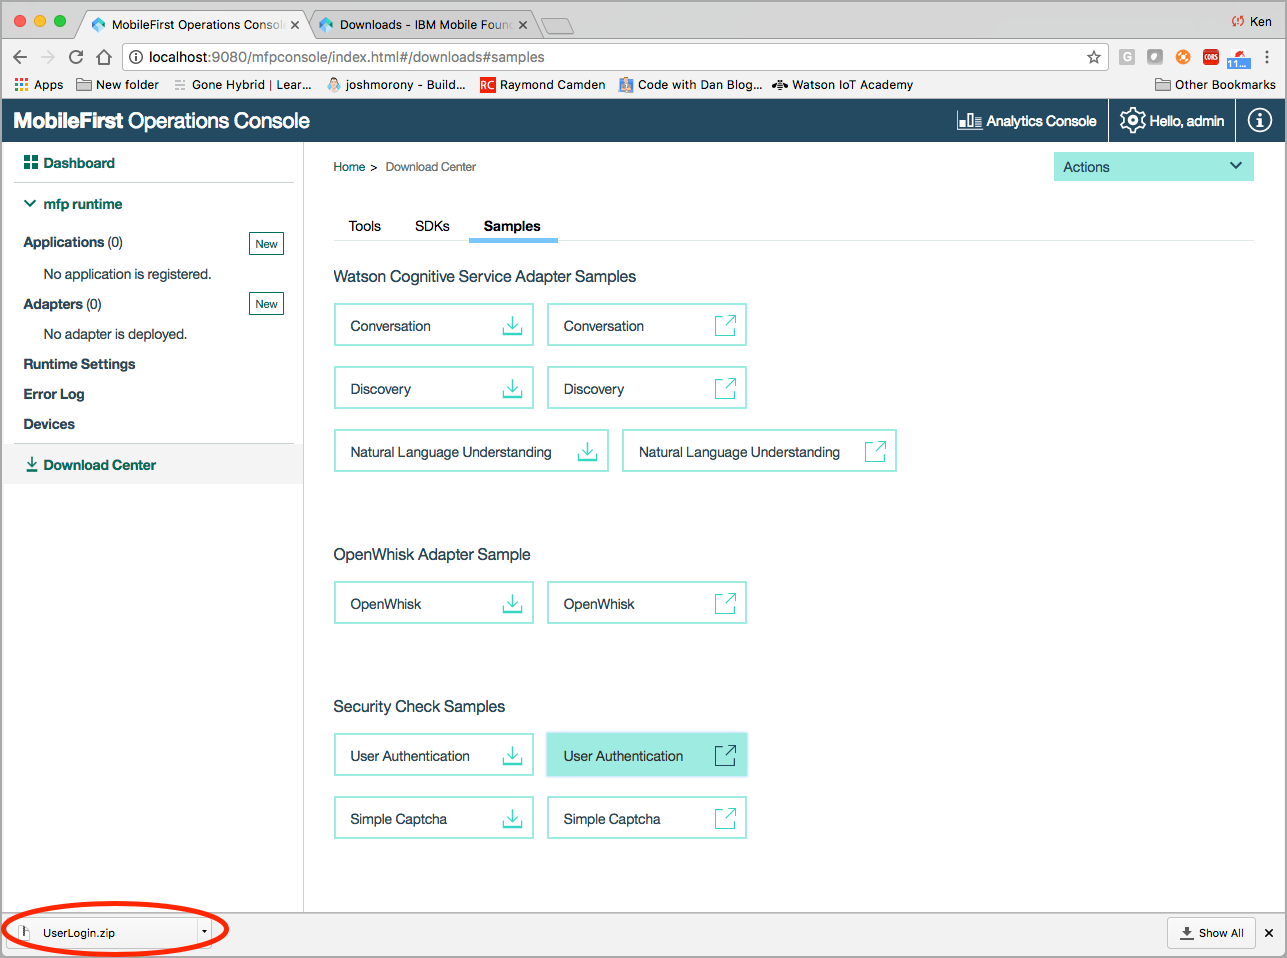 MobileFirst Operations Conso
Downloads - IBM Mobile Foun
Ken
localhost:9080/mfpconsole/index.html#/downloads#samples
G
CORS
11...
Apps
New folder
Gone Hybrid | Lear...
joshmorony - Build...
RC
Raymond Camden
Code with Dan Blog...
Watson IoT Academy
Other Bookmarks
MobileFirst Operations Console
Analytics Console
Hello, admin
Dashboard
Home > Download Center
Actions
mfp runtime
Tools SDKs Samples
Applications (0)
New
No application is registered.
Adapters (0)
New
No adapter is deployed.
Runtime Settings
Error Log
Devices
Download Center
Watson Cognitive Service Adapter Samples
Conversation
Conversation
Discovery
Discovery
Natural Language Understanding
Natural Language Understanding
OpenWhisk Adapter Sample
OpenWhisk
OpenWhisk
Security Check Samples
User Authentication
User Authentication
Simple Captcha
Simple Captcha
UserLogin.zip
Show All